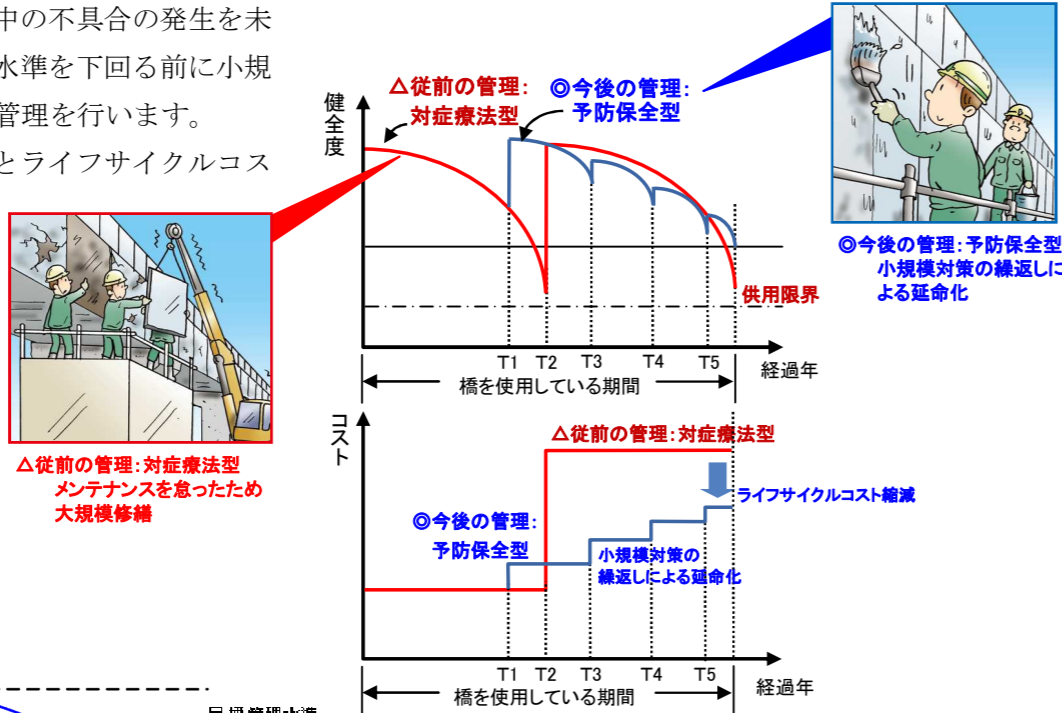 中の不具合の発生を未
水準を下回る前に小規
管理を行います。
とライフサイクルコス
△従前の管理:
対症療法型
◎今後の管理:
予防保全型
健全度
供用限界
T1 T2 T3 T4 T5
経過年
橋を使用している期間
◎今後の管理:予防保全型
小規模対策の繰返しに
よる延命化
△従前の管理:対症療法型
メンテナンスを怠ったため
大規模修繕
コスト
△従前の管理:対症療法型
ライフサイクルコスト縮減
◎今後の管理:
予防保全型
小規模対策の
繰返しによる延命化
T1 T2 T3 T4 T5
経過年
橋を使用している期間